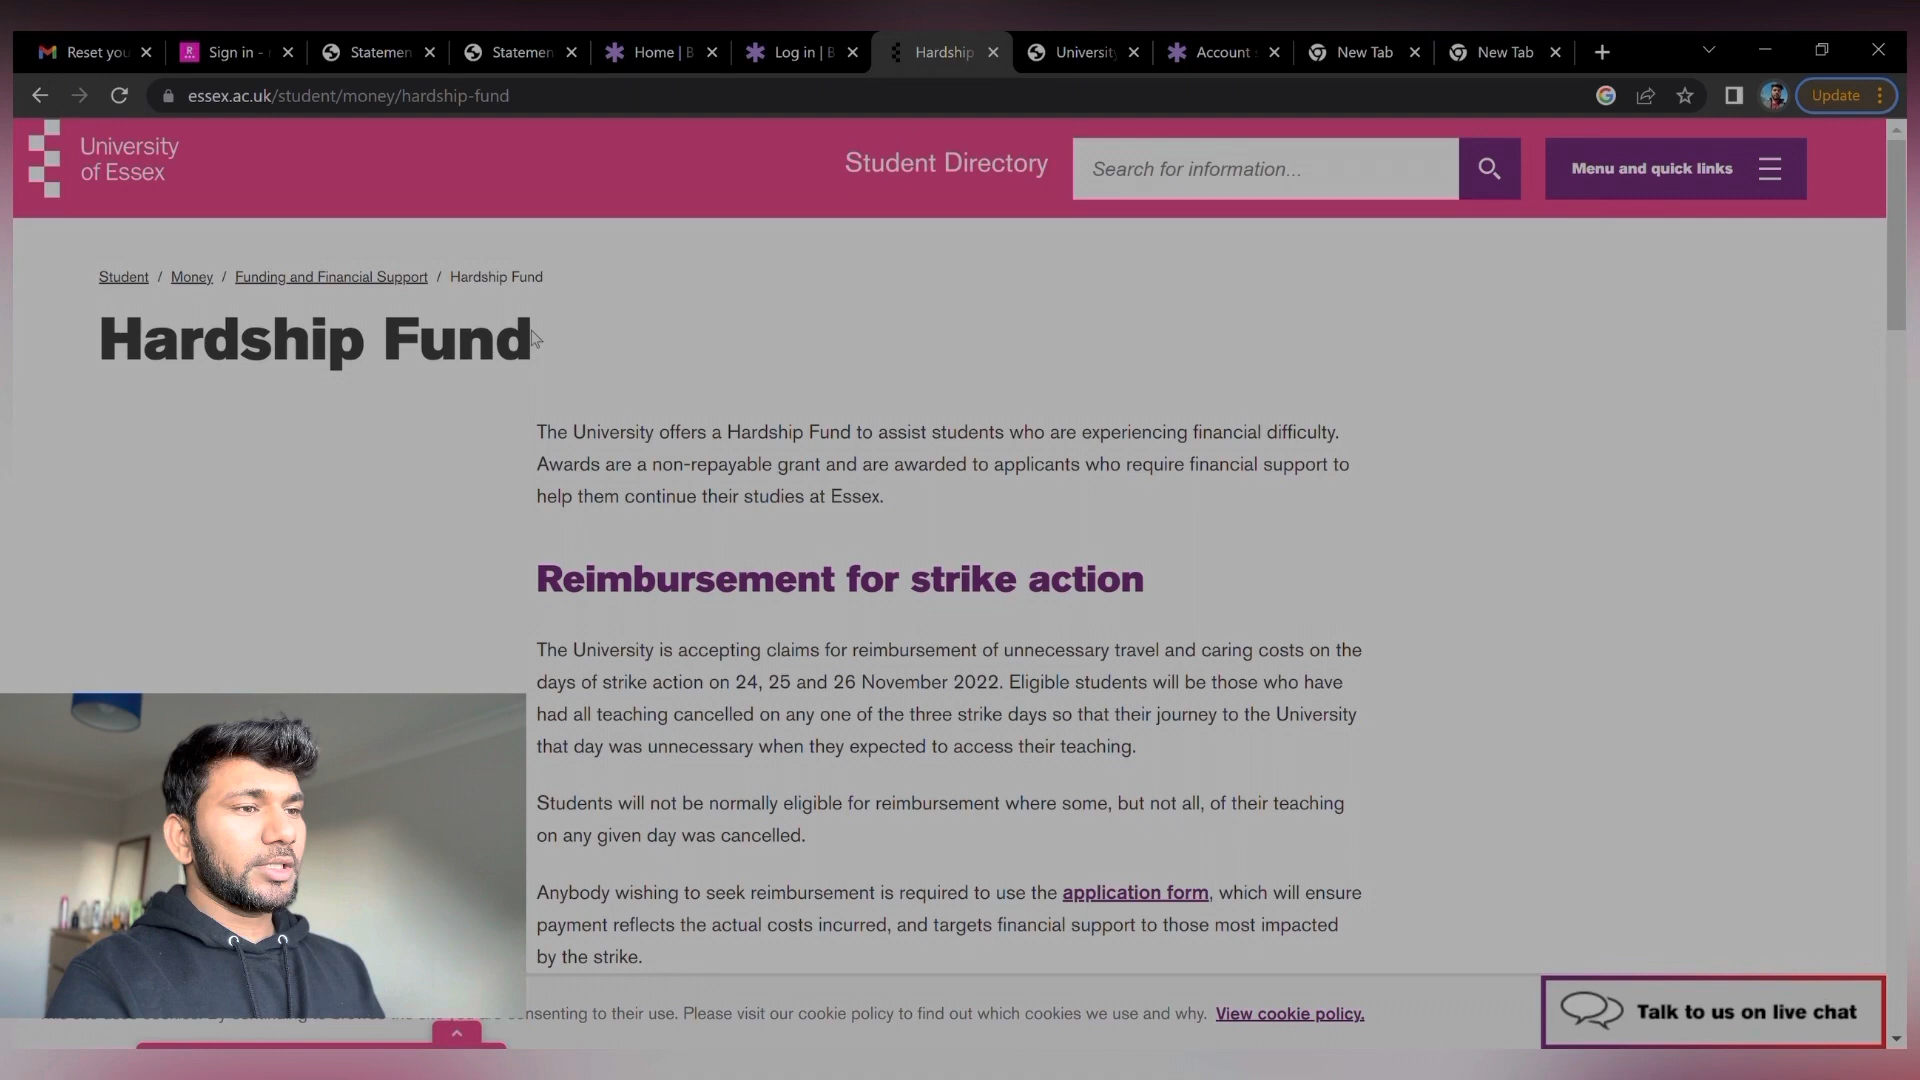 Reset you
Sign in -
Statemen
Statemen
Home | B
Log in | B
Hardship
University
Account
New Tab
New Tab
essex.ac.uk/student/money/hardship-fund
Update
University
of Essex
Student Directory
Search for information...
Menu and quick links
Student / Money / Funding and Financial Support / Hardship Fund
Hardship Fund
The University offers a Hardship Fund to assist students who are experiencing financial difficulty.
Awards are a non-repayable grant and are awarded to applicants who require financial support to
help them continue their studies at Essex.
Reimbursement for strike action
The University is accepting claims for reimbursement of unnecessary travel and caring costs on the
days of strike action on 24, 25 and 26 November 2022. Eligible students will be those who have
had all teaching cancelled on any one of the three strike days so that their journey to the University
that day was unnecessary when they expected to access their teaching.
Students will not be normally eligible for reimbursement where some, but not all, of their teaching
on any given day was cancelled.
Anybody wishing to seek reimbursement is required to use the application form, which will ensure
payment reflects the actual costs incurred, and targets financial support to those most impacted
by the strike.
nsenting to their use. Please visit our cookie policy to find out which cookies we use and why. View cookie policy.
Talk to us on live chat